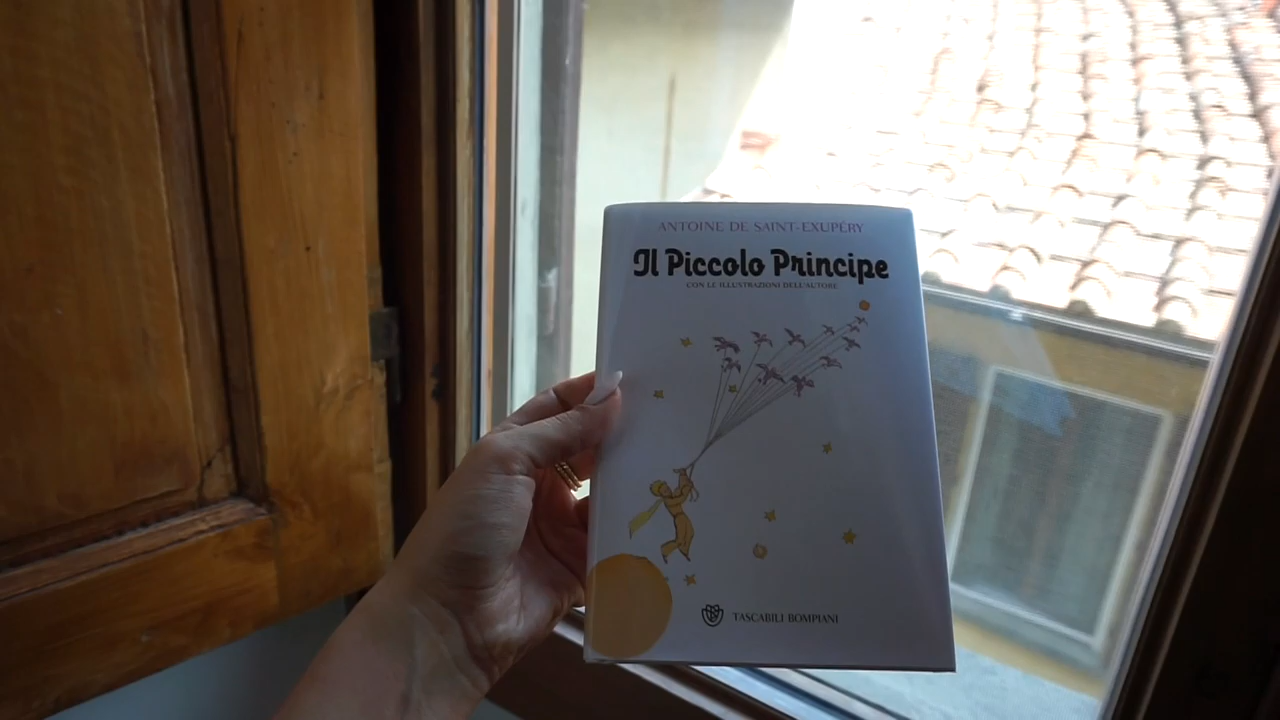 ANTOINE DE SAINT-EXUPÉRY
Il Piccolo Principe
CON LE ILLUSTRAZIONI DELL'AUTORE
TASCABILI BOMPIANI